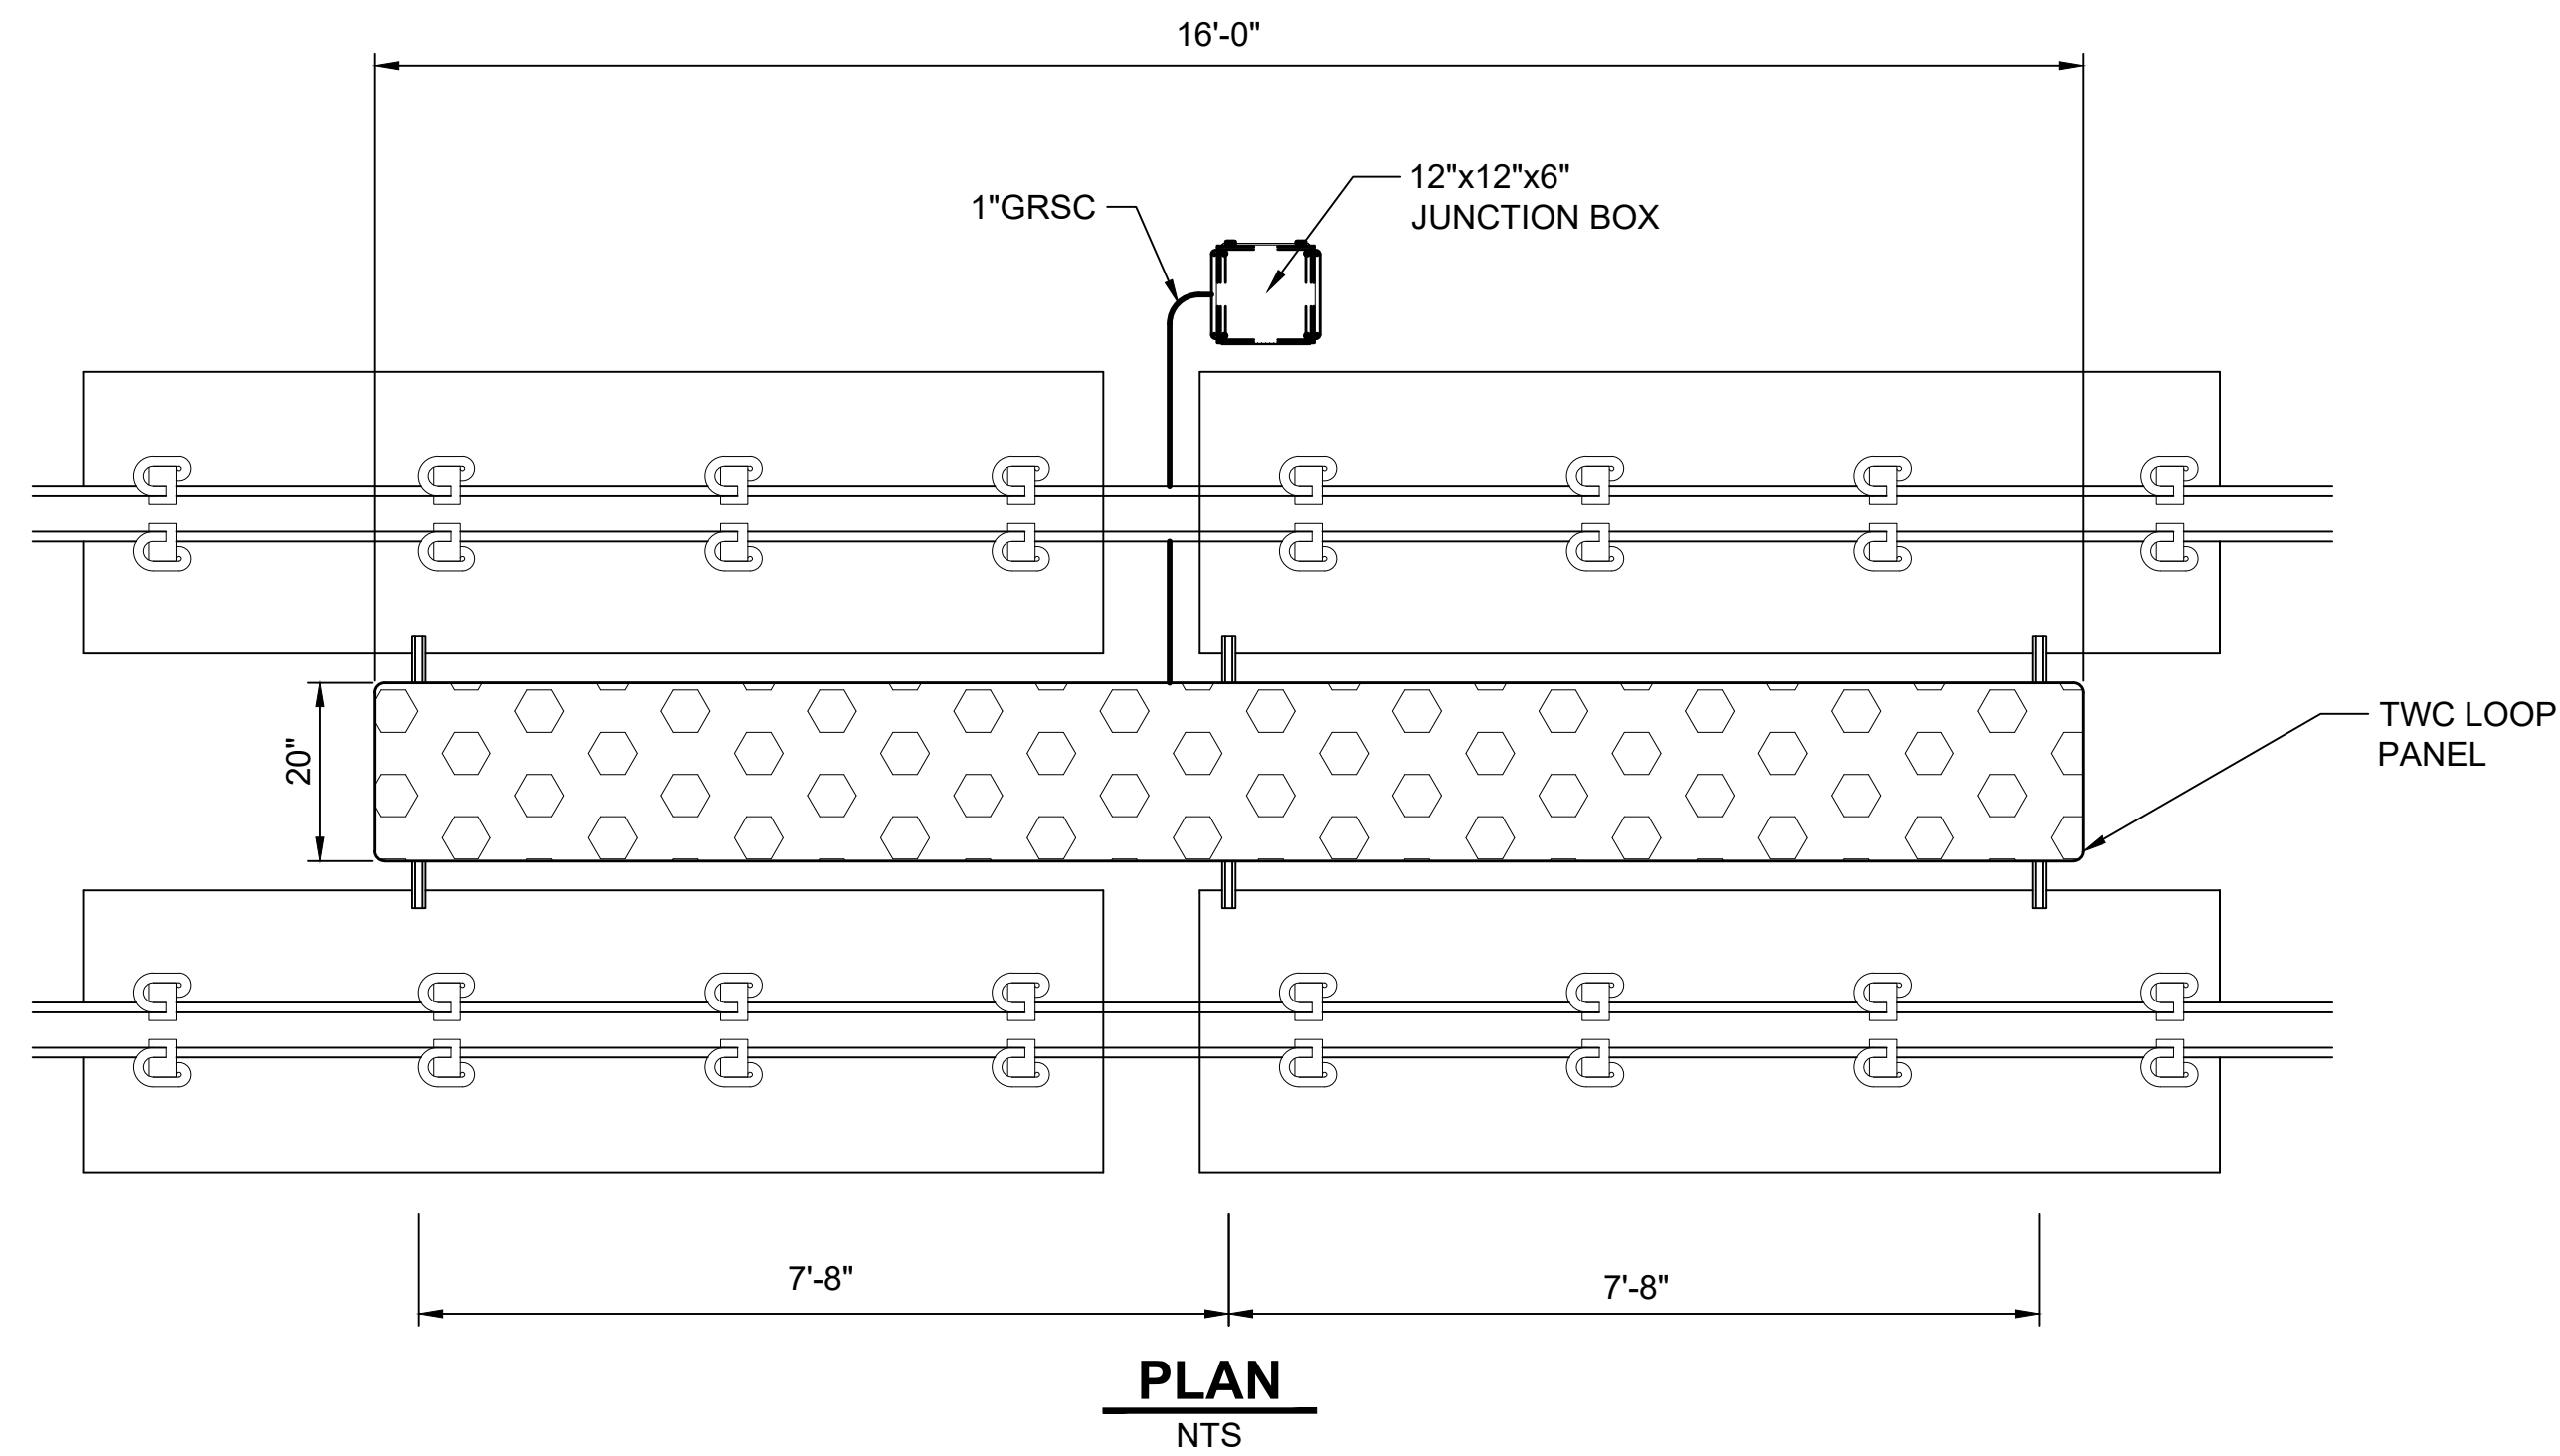 16'-0"
12"x12"x6"
JUNCTION BOX
1"GRSC
TWC LOOP
PANEL
20"
7'-8"
7'-8"
PLAN
NTS